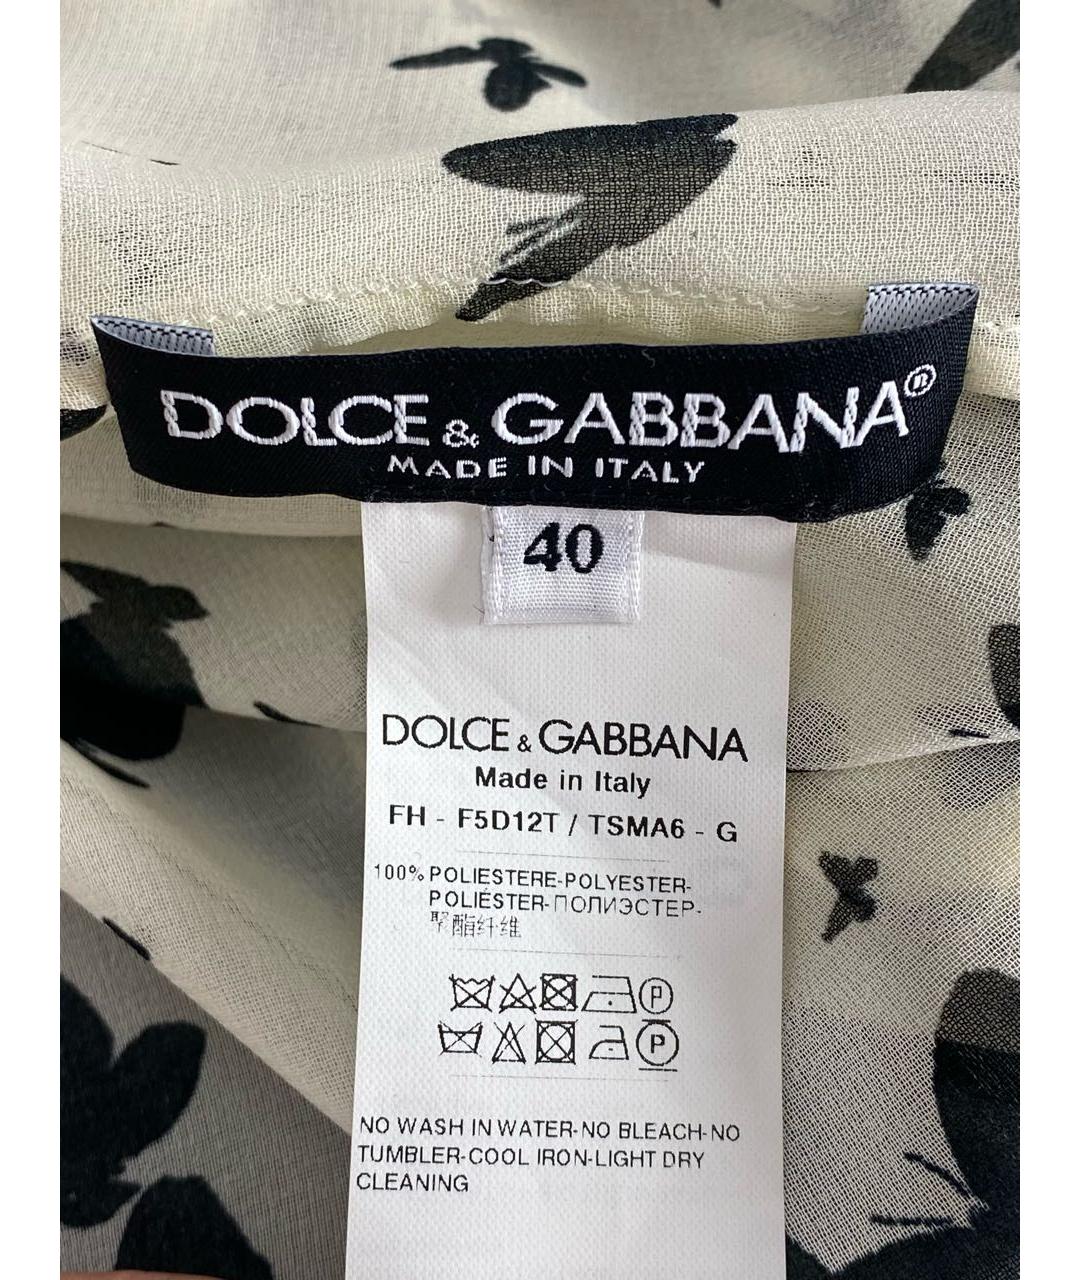 DOLCE & GABBANA®
MADE IN ITALY
40
DOLCE & GABBANA
Made in Italy
FH - F5D12T / TSMA6 - G
100% POLIESTERE-POLYESTER-
POLIÉSTER-ПОЛИЭСТЕР-
聚酯纤维
P
P
NO WASH IN WATER-NO BLEACH-NO
TUMBLER-COOL IRON-LIGHT DRY
CLEANING